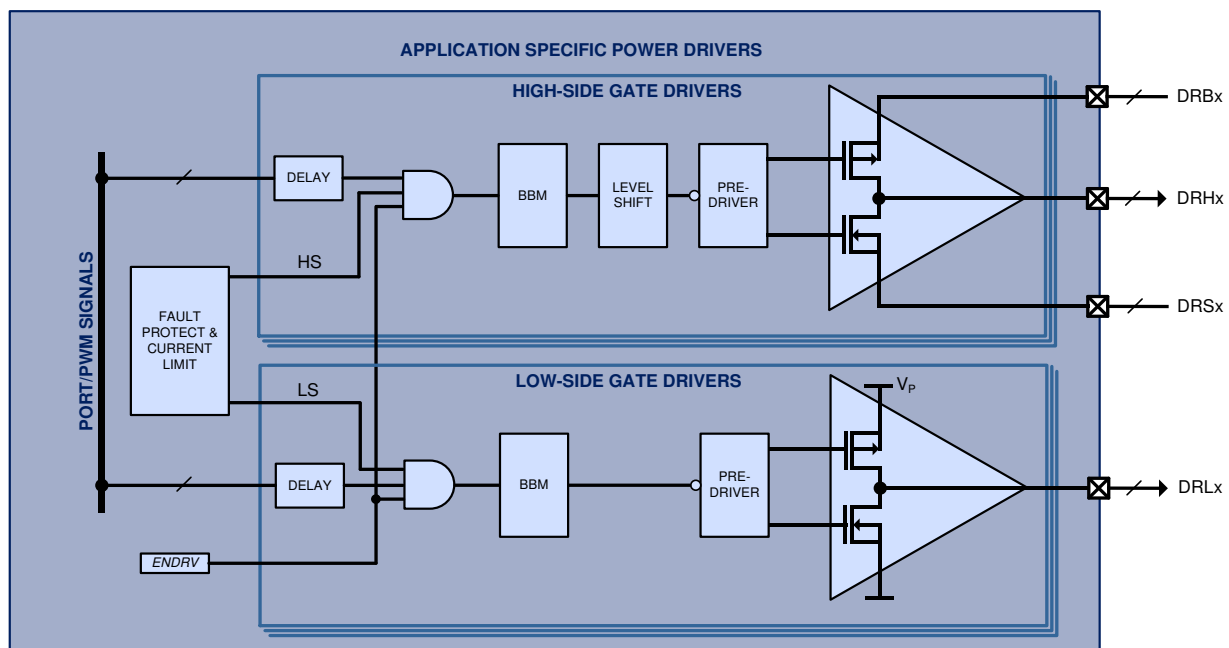 APPLICATION SPECIFIC POWER DRIVERS
HIGH-SIDE GATE DRIVERS
DRBx
DELAY
BBM
LEVEL
SHIFT
PRE-
DRIVER
DRHx
HS
PORT/PWM SIGNALS
FAULT
PROTECT &
CURRENT
LIMIT
DRSx
LOW-SIDE GATE DRIVERS
LS
VP
DELAY
BBM
PRE-
DRIVER
DRLx
ENDRV